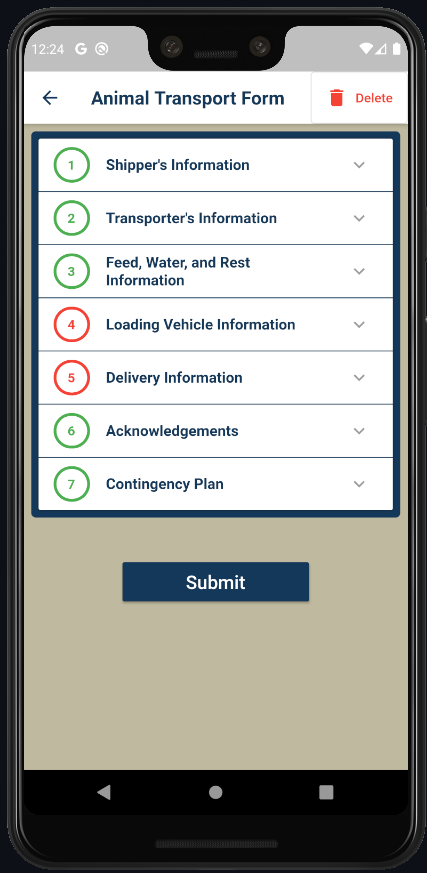 12:24 G
Animal Transport Form
Delete
1 Shipper's Information
2 Transporter's Information
3 Feed, Water, and Rest
Information
4 Loading Vehicle Information
5 Delivery Information
6 Acknowledgements
7 Contingency Plan
Submit